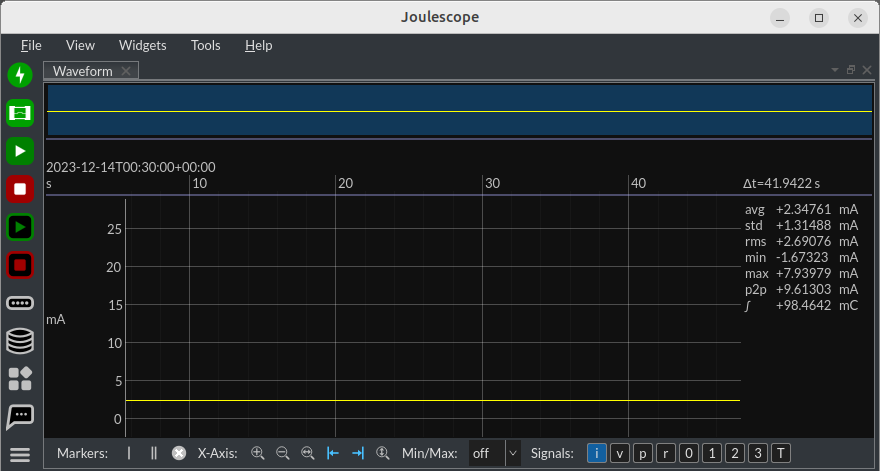 Joulescope
File View Widgets Tools Help
Waveform
2023-12-14T00:30:00+00:00
s 10 20 30 40 Δt=41.9422 s
avg +2.34761 mA
std +1.31488 mA
rms +2.69076 mA
min -1.67323 mA
max +7.93979 mA
p2p +9.61303 mA
∫ +98.4642 mC
25
20
15
mA
10
5
0
Markers: X-Axis: Min/Max: off Signals: i v p r 0 1 2 3 T